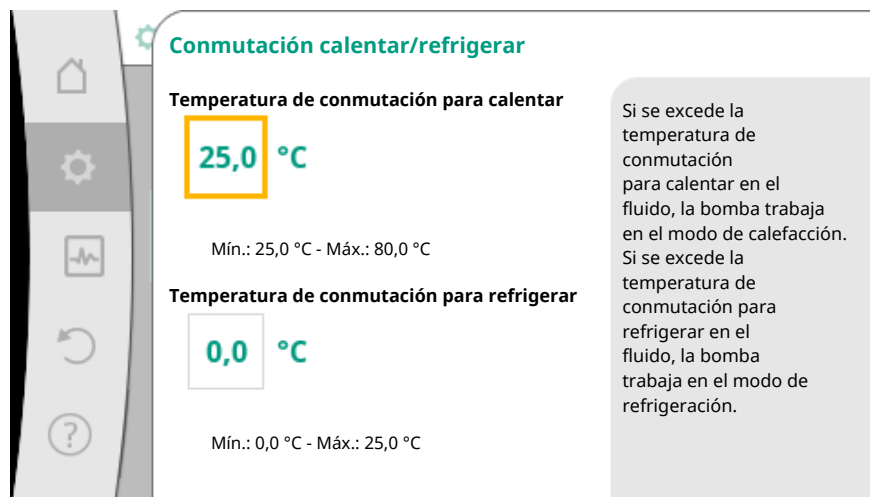 Conmutación calentar/refrigerar
Temperatura de conmutación para calentar
25,0 °C
Mín.: 25,0 °C - Máx.: 80,0 °C
Temperatura de conmutación para refrigerar
0,0 °C
Mín.: 0,0 °C - Máx.: 25,0 °C
Si se excede la
temperatura de
conmutación
para calentar en el
fluido, la bomba trabaja
en el modo de calefacción.
Si se excede la
temperatura de
conmutación para
refrigerar en el
fluido, la bomba
trabaja en el modo de
refrigeración.
?